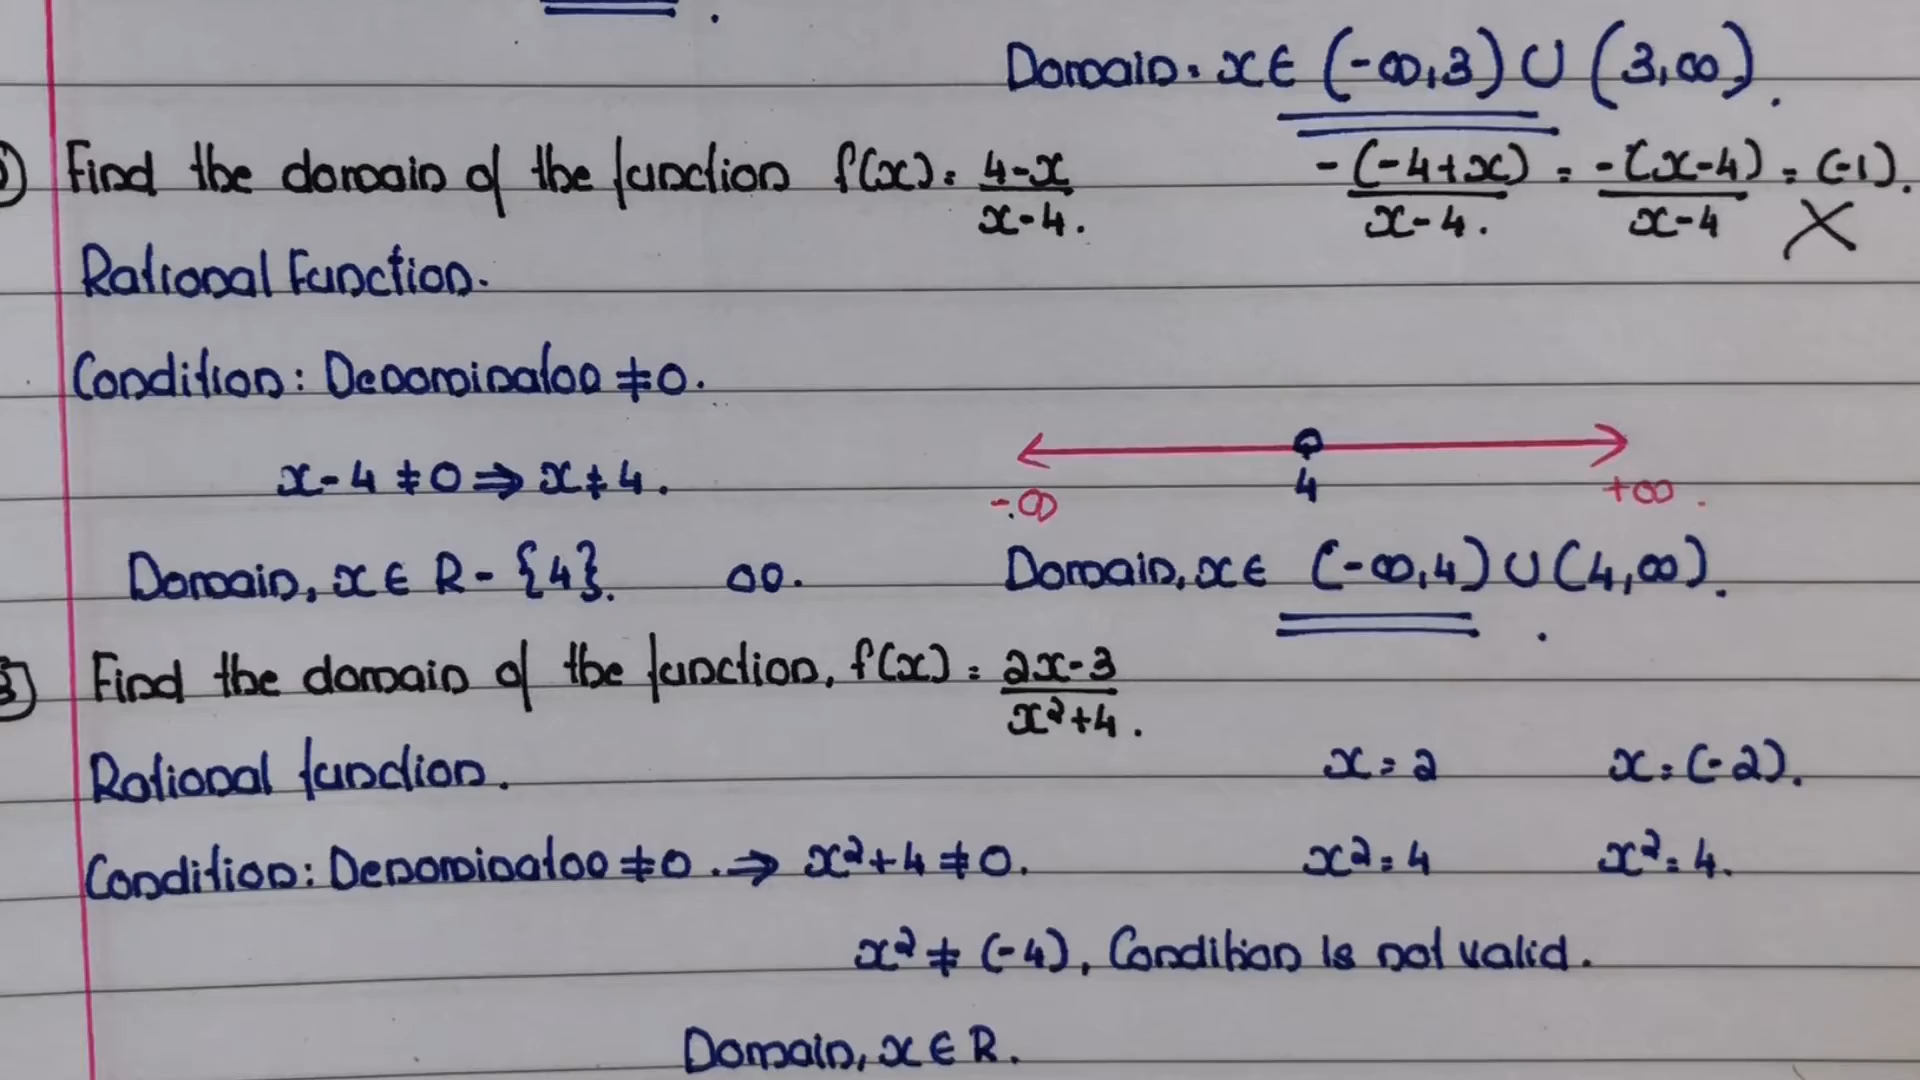 Domain. x∈ (-∞,3) ∪ (3,∞).
Find the domain of the function f(x) = 4-x / x-4. -(-4+x) / x-4. = -(x-4) / x-4 = (-1). X
Rational Function.
Condition: Denominator ≠0.
x-4 ≠0 ⇒ x≠4.
4
-∞ +∞.
Domain, x∈ R - {4}. or. Domain, x∈ (-∞,4) ∪ (4,∞).
3) Find the domain of the function, f(x) = 2x-3 / x²+4.
Rational function. x=2 x=(-2).
Condition: Denominator ≠0. ⇒ x²+4 ≠0. x²=4 x²=4.
x² ≠ (-4), Condition is not valid.
Domain, x∈R.